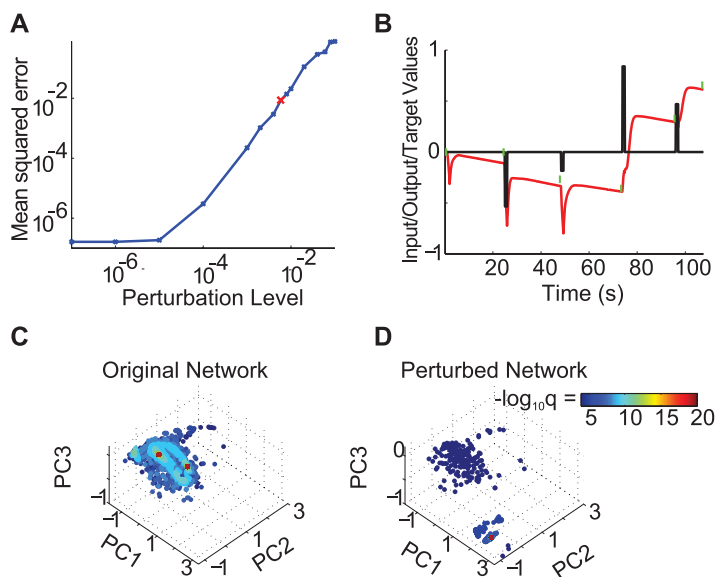 A
Mean squared error
10^-2
10^-4
10^-6
10^-6
10^-4
10^-2
Perturbation Level
B
Input/Output/Target Values
1
0
−1
20 40 60 80 100
Time (s)
C
Original Network
PC3
−1
−1
1
3
PC1
−1
1
3
PC2
D
Perturbed Network
-log10q =
5 10 15 20
PC3
0
−1
−1
1
3
PC1
−1
1
3
PC2